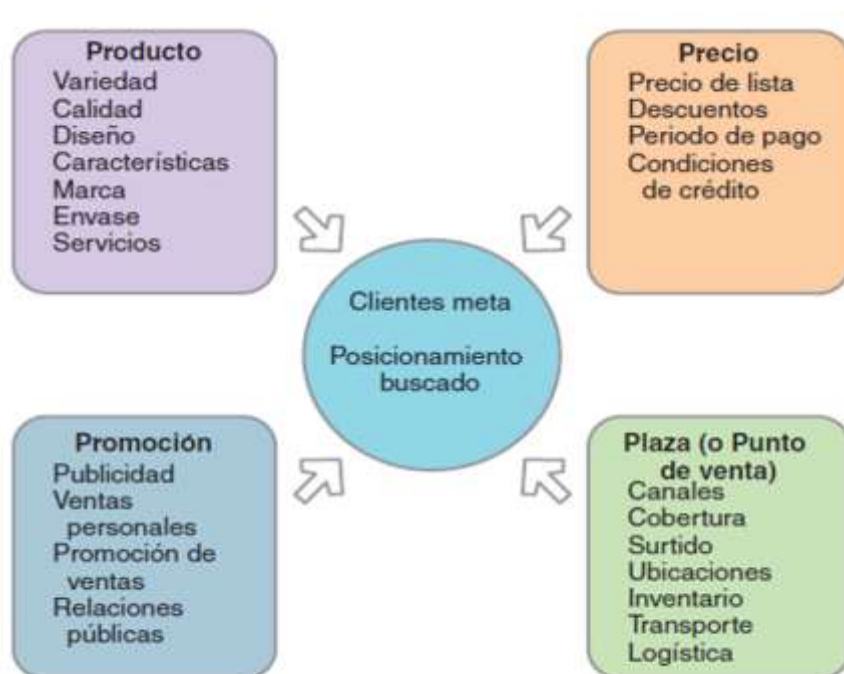 Producto
Variedad
Calidad
Diseño
Características
Marca
Envase
Servicios
Precio
Precio de lista
Descuentos
Periodo de pago
Condiciones
de crédito
Clientes meta
Posicionamiento
buscado
Promoción
Publicidad
Ventas
personales
Promoción de
ventas
Relaciones
públicas
Plaza (o Punto
de venta)
Canales
Cobertura
Surtido
Ubicaciones
Inventario
Transporte
Logística